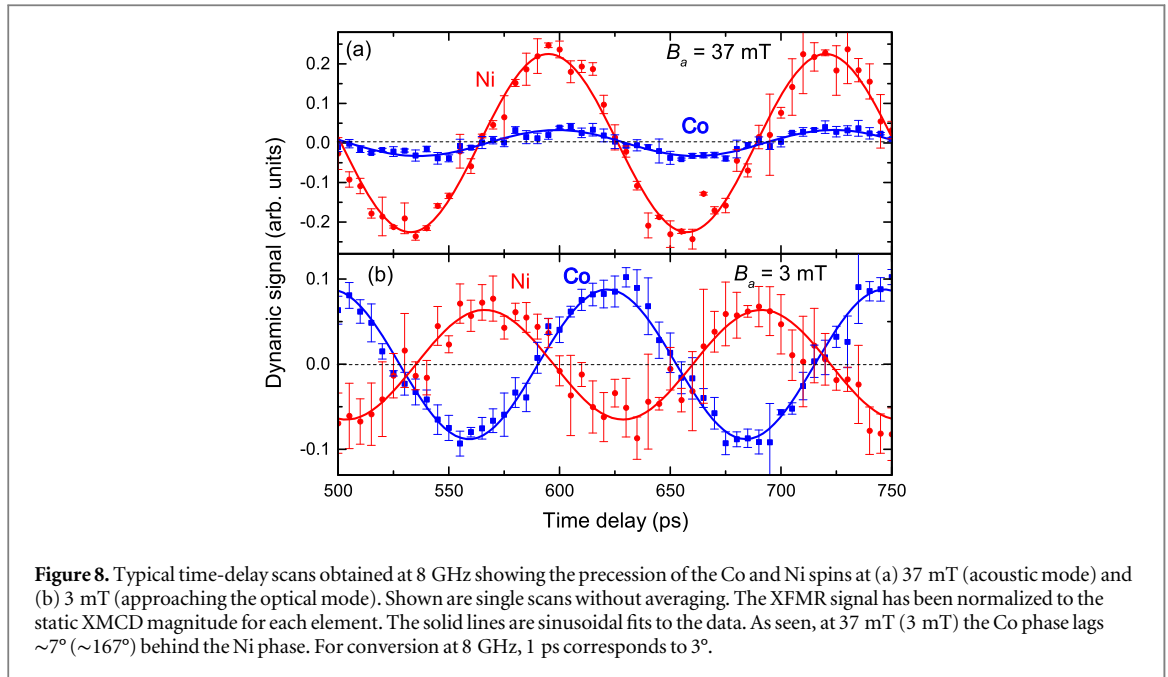 (a)
B_a = 37 mT
Ni
Co
0.2
0.1
0.0
-0.1
-0.2
Dynamic signal (arb. units)
(b)
Ni
Co
B_a = 3 mT
0.1
0.0
-0.1
500 550 600 650 700 750
Time delay (ps)
Figure 8. Typical time-delay scans obtained at 8 GHz showing the precession of the Co and Ni spins at (a) 37 mT (acoustic mode) and
(b) 3 mT (approaching the optical mode). Shown are single scans without averaging. The XFMR signal has been normalized to the
static XMCD magnitude for each element. The solid lines are sinusoidal fits to the data. As seen, at 37 mT (3 mT) the Co phase lags
~7° (~167°) behind the Ni phase. For conversion at 8 GHz, 1 ps corresponds to 3°.